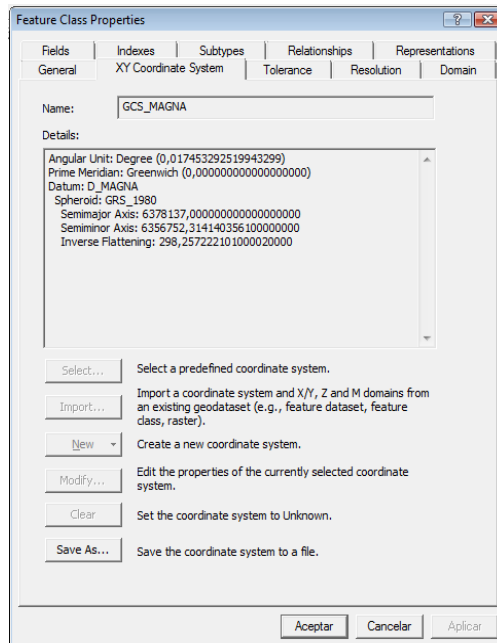 Feature Class Properties
Fields Indexes Subtypes Relationships Representations
General XY Coordinate System Tolerance Resolution Domain
Name: GCS_MAGNA
Details:
Angular Unit: Degree (0,017453292519943299)
Prime Meridian: Greenwich (0,000000000000000000)
Datum: D_MAGNA
Spheroid: GRS_1980
Semimajor Axis: 6378137,000000000000000000
Semiminor Axis: 6356752,314140356100000000
Inverse Flattening: 298,257222101000020000
Select... Select a predefined coordinate system.
Import a coordinate system and X/Y, Z and M domains from
Import... an existing geodataset (e.g., feature dataset, feature
class, raster).
New Create a new coordinate system.
Modify... Edit the properties of the currently selected coordinate
system.
Clear Set the coordinate system to Unknown.
Save As... Save the coordinate system to a file.
Aceptar Cancelar Aplicar